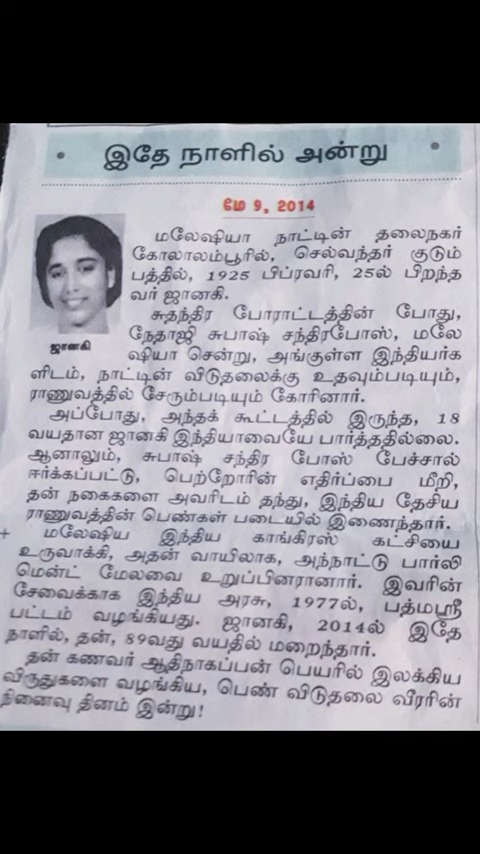 இதே நாளில் அன்று
மே 9, 2014
மலேஷியா நாட்டின் தலைநகர்
கோலாலம்பூரில், செல்வந்தர் குடும்
பத்தில், 1925 பிப்ரவரி, 25ல் பிறந்த
வர் ஜானகி.
சுதந்திர போராட்டத்தின் போது,
நேதாஜி சுபாஷ் சந்திரபோஸ், மலே
ஜானகி
ஷியா சென்று, அங்குள்ள இந்தியர்க
ளிடம், நாட்டின் விடுதலைக்கு உதவும்படியும்,
ராணுவத்தில் சேரும்படியும் கோரினார்.
அப்போது, அந்தக் கூட்டத்தில் இருந்த, 18
வயதான ஜானகி இந்தியாவையே பார்த்ததில்லை.
ஆனாலும், சுபாஷ் சந்திர போஸ் பேச்சால்
ஈர்க்கப்பட்டு, பெற்றோரின் எதிர்ப்பை மீறி,
தன் நகைகளை அவரிடம் தந்து, இந்திய தேசிய
ராணுவத்தின் பெண்கள் படையில் இணைந்தார்.
மலேஷிய இந்திய காங்கிரஸ் கட்சியை
உருவாக்கி, அதன் வாயிலாக, அந்நாட்டு பார்லி
மென்ட் மேலவை உறுப்பினரானார். இவரின்
சேவைக்காக இந்திய அரசு, 1977ல், பத்மஸ்ரீ
பட்டம் வழங்கியது. ஜானகி, 2014ல் இதே
நாளில், தன், 89வது வயதில் மறைந்தார்.
தன் கணவர் ஆதிநாகப்பன் பெயரில் இலக்கிய
விருதுகளை வழங்கிய, பெண் விடுதலை வீரரின்
நினைவு தினம் இன்று!